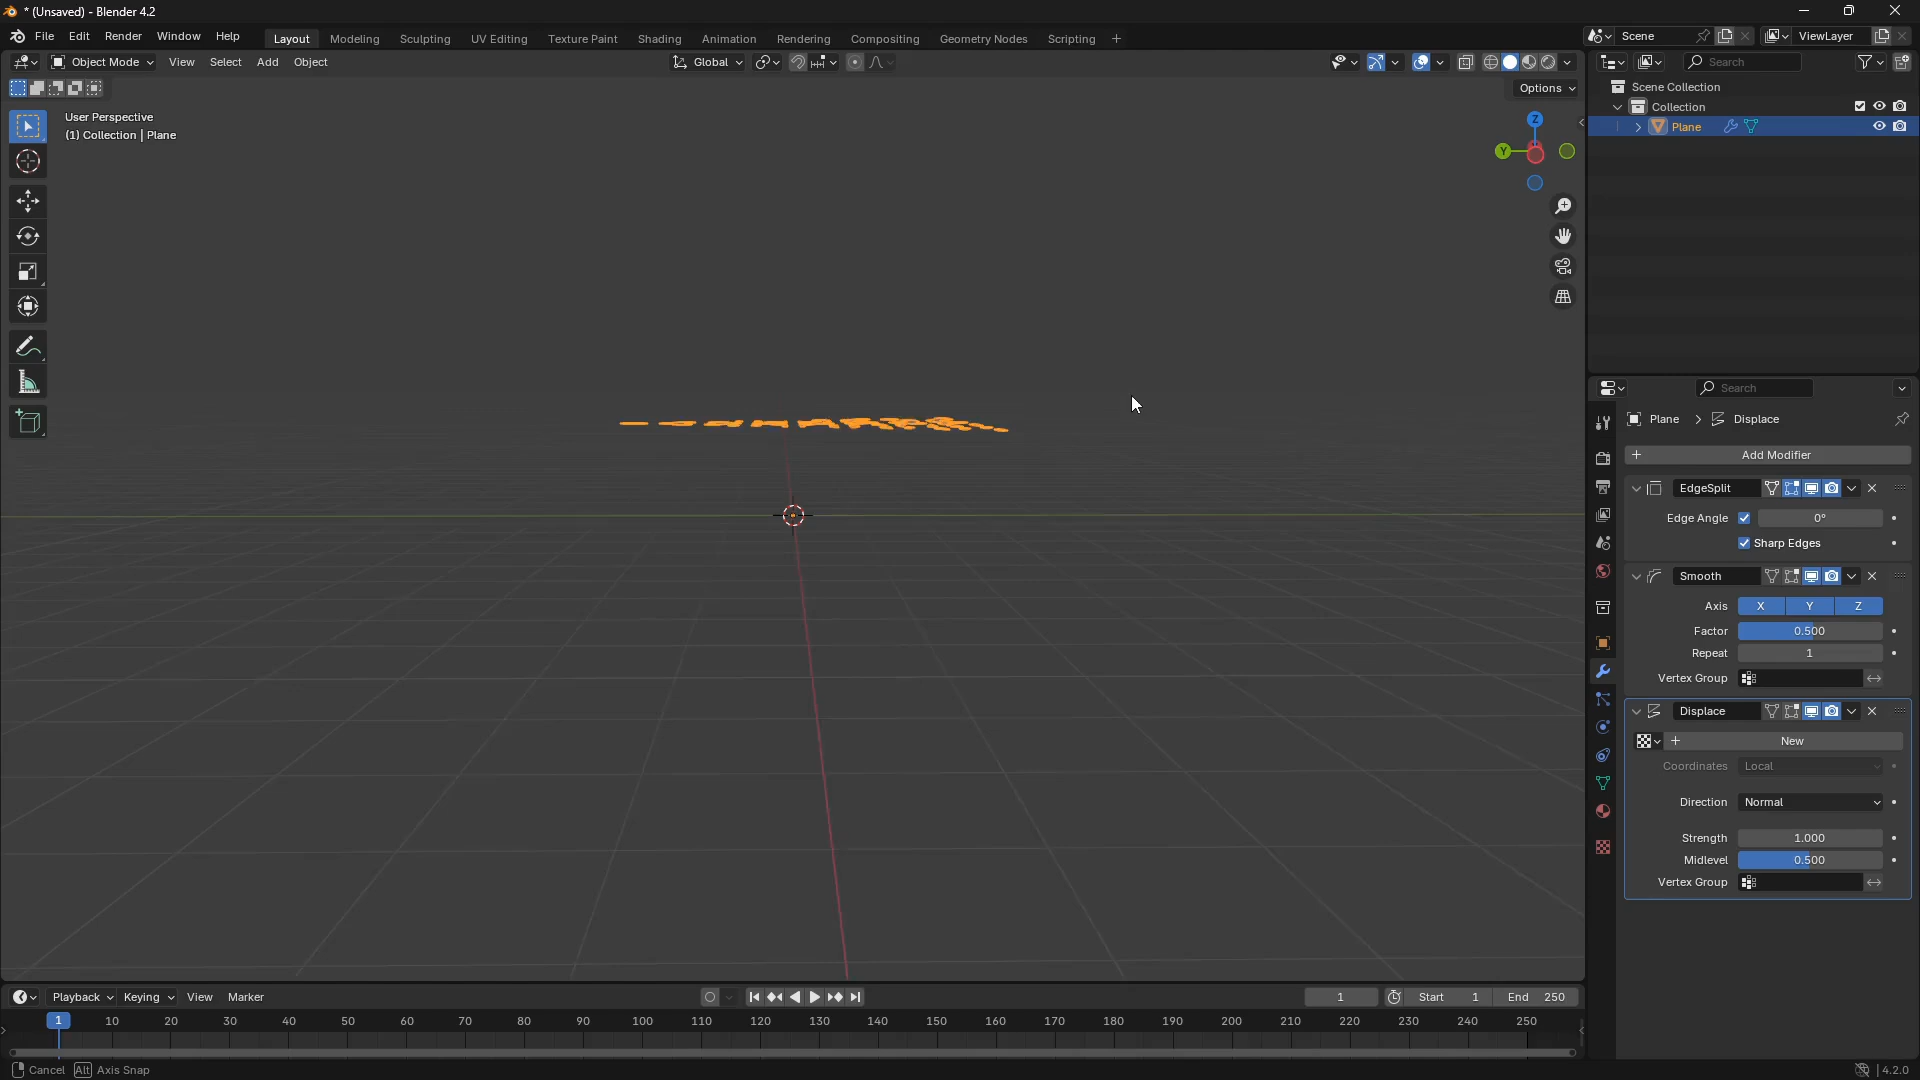 * (Unsaved) - Blender 4.2
File Edit Render Window Help Layout Modeling Sculpting UV Editing Texture Paint Shading Animation Rendering Compositing Geometry Nodes Scripting + Scene ViewLayer
Object Mode View Select Add Object Global Search
Options
User Perspective
(1) Collection | Plane
Z
Y
Scene Collection
Collection
Plane
Search
Plane > Displace
+ Add Modifier
EdgeSplit
Edge Angle 0°
Sharp Edges
Smooth
Axis X Y Z
Factor 0.500
Repeat 1
Vertex Group
Displace
+ New
Coordinates Local
Direction Normal
Strength 1.000
Midlevel 0.500
Vertex Group
Playback Keying View Marker 1 Start 1 End 250
1 10 20 30 40 50 60 70 80 90 100 110 120 130 140 150 160 170 180 190 200 210 220 230 240 250
Cancel Alt Axis Snap 4.2.0